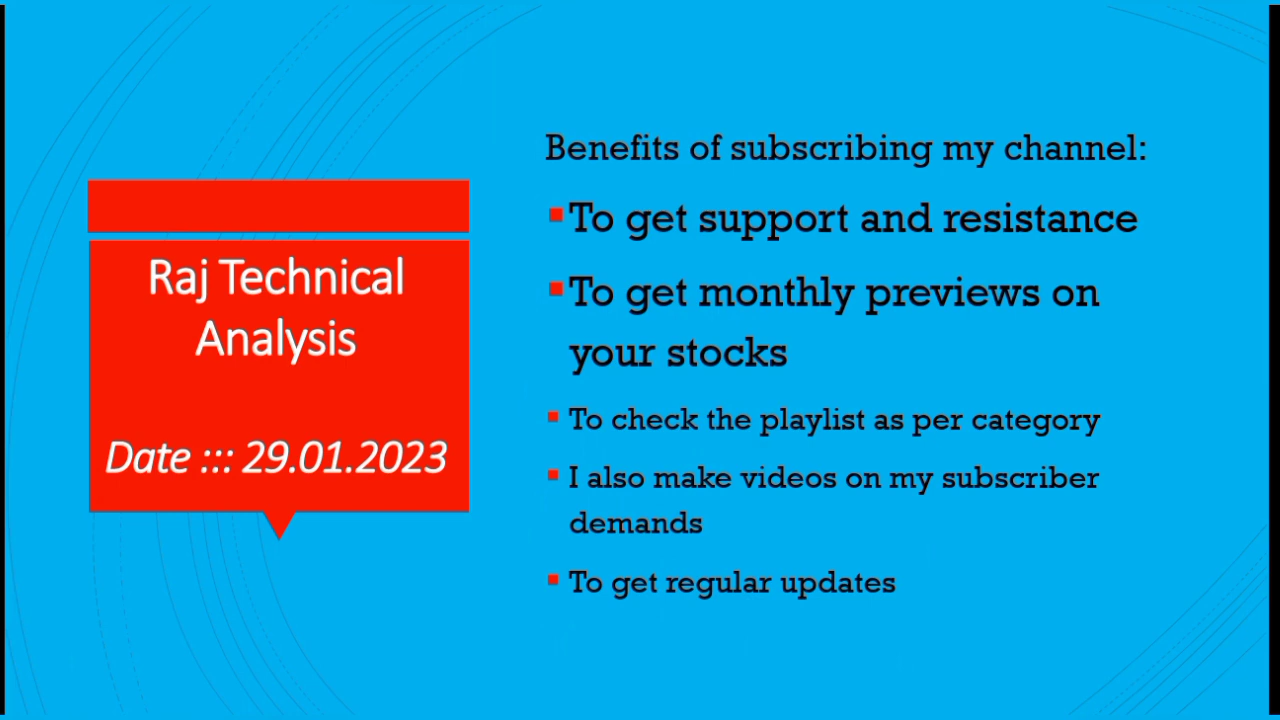 Raj Technical
Analysis
Date ::: 29.01.2023
Benefits of subscribing my channel:
To get support and resistance
To get monthly previews on
your stocks
To check the playlist as per category
I also make videos on my subscriber
demands
To get regular updates